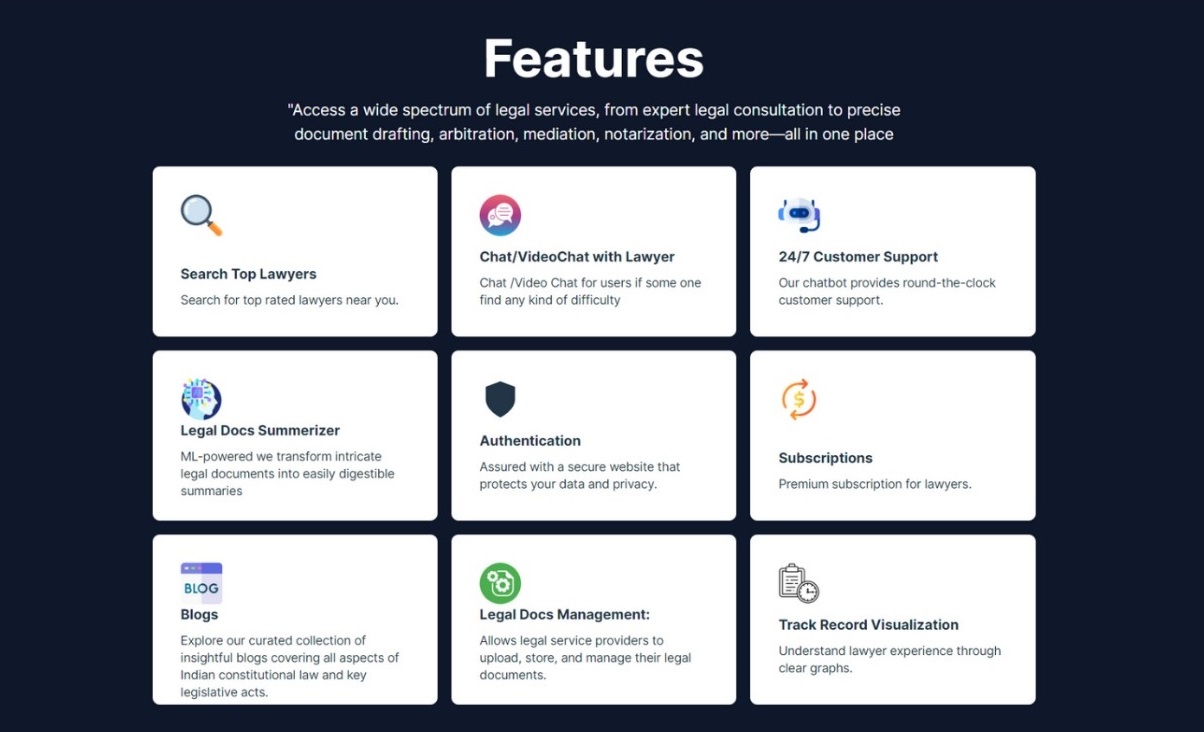 Features
"Access a wide spectrum of legal services, from expert legal consultation to precise
document drafting, arbitration, mediation, notarization, and more—all in one place
Search Top Lawyers
Search for top rated lawyers near you.
Chat/VideoChat with Lawyer
Chat /Video Chat for users if some one
find any kind of difficulty
24/7 Customer Support
Our chatbot provides round-the-clock
customer support.
Legal Docs Summerizer
ML-powered we transform intricate
legal documents into easily digestible
summaries
Authentication
Assured with a secure website that
protects your data and privacy.
$
Subscriptions
Premium subscription for lawyers.
BLOG
Blogs
Explore our curated collection of
insightful blogs covering all aspects of
Indian constitutional law and key
legislative acts.
Legal Docs Management:
Allows legal service providers to
upload, store, and manage their legal
documents.
Track Record Visualization
Understand lawyer experience through
clear graphs.